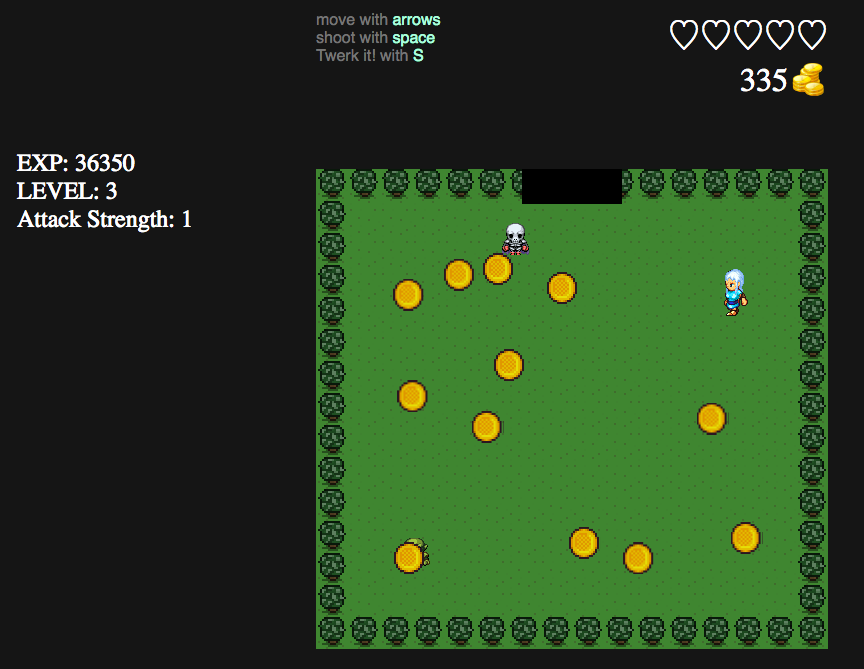 move with arrows
shoot with space
Twerk it! with S
335
EXP: 36350
LEVEL: 3
Attack Strength: 1